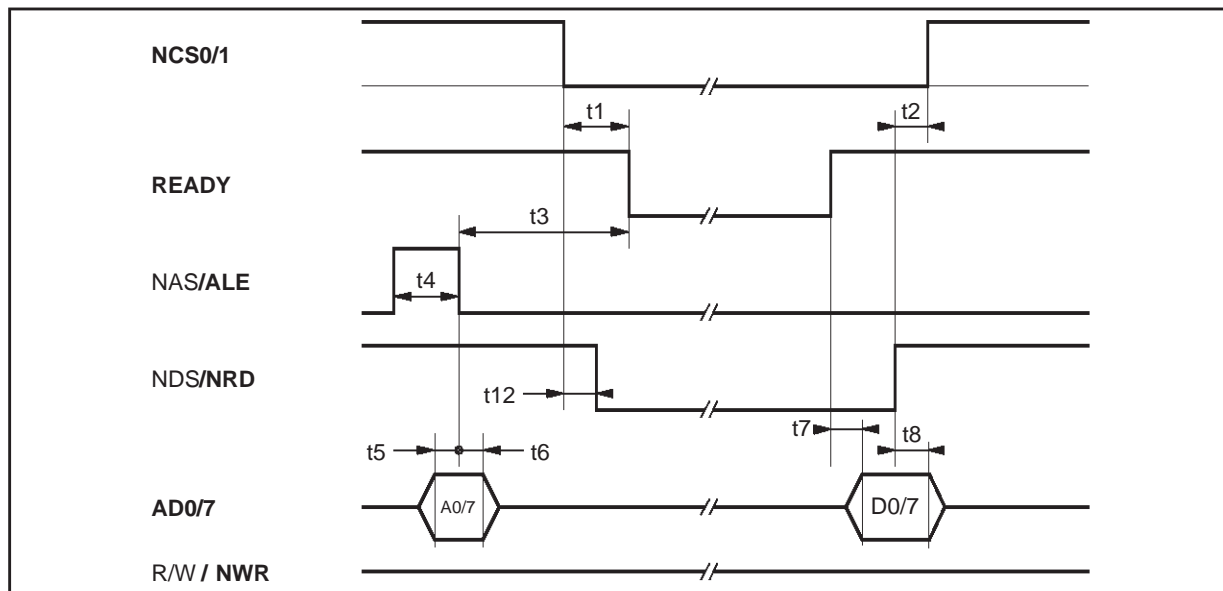 NCS0/1
t1
t2
READY
t3
NAS/ALE
t4
NDS/NRD
t12
t7
t8
t5
t6
AD0/7
A0/7
D0/7
R/W / NWR